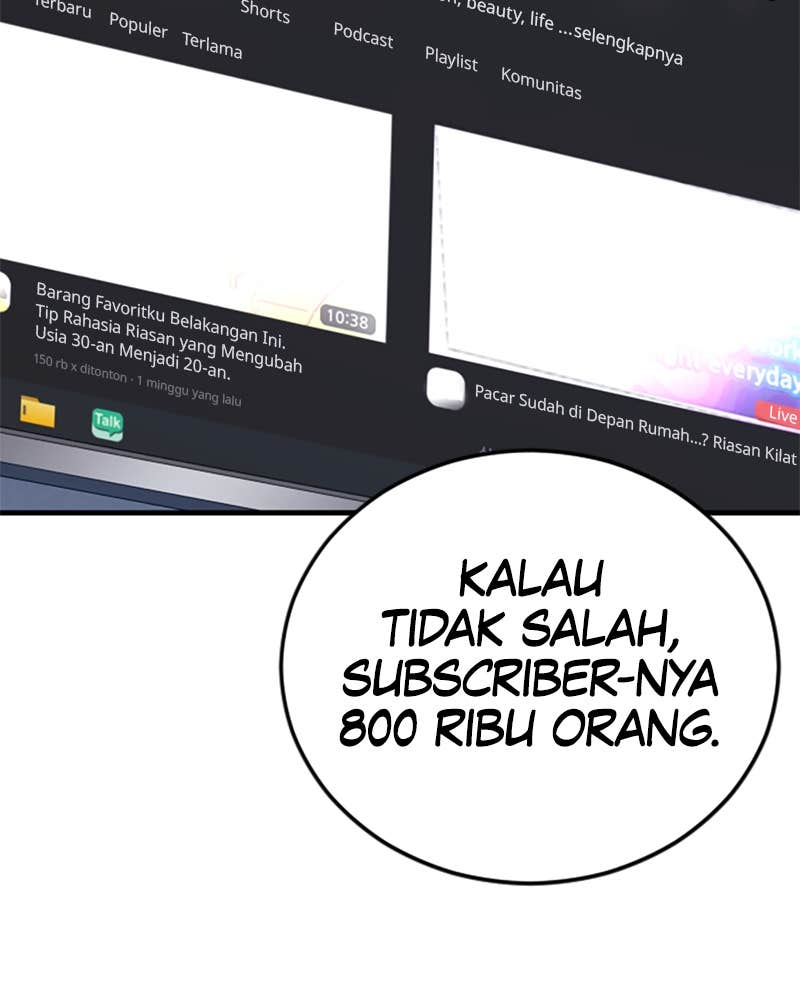 beauty, life ...selengkapnya
Terbaru Populer Terlama
Shorts Podcast Playlist Komunitas
10:38
Barang Favoritku Belakangan Ini.
Tip Rahasia Riasan yang Mengubah
Usia 30-an Menjadi 20-an.
150 rb x ditonton · 1 minggu yang lalu
everyday
Live
Pacar Sudah di Depan Rumah...? Riasan Kilat
Talk
KALAU
TIDAK SALAH,
SUBSCRIBER-NYA
800 RIBU ORANG.